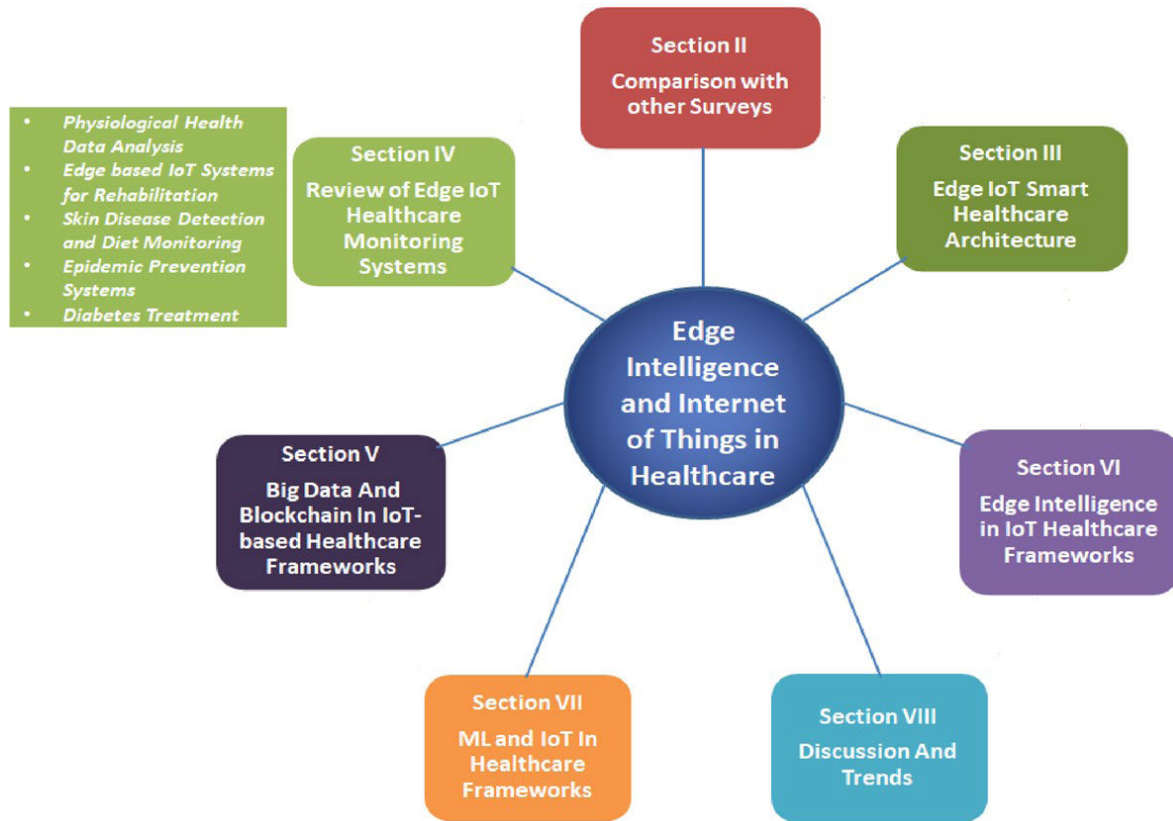 Section II
Comparison with
other Surveys
• Physiological Health
Data Analysis
• Edge based IoT Systems
for Rehabilitation
• Skin Disease Detection
and Diet Monitoring
• Epidemic Prevention
Systems
• Diabetes Treatment
Section IV
Review of Edge IoT
Healthcare
Monitoring
Systems
Section III
Edge IoT Smart
Healthcare
Architecture
Edge
Intelligence
and Internet
of Things in
Healthcare
Section V
Big Data And
Blockchain In IoT-
based Healthcare
Frameworks
Section VI
Edge Intelligence
in IoT Healthcare
Frameworks
Section VII
ML and IoT In
Healthcare
Frameworks
Section VIII
Discussion And
Trends